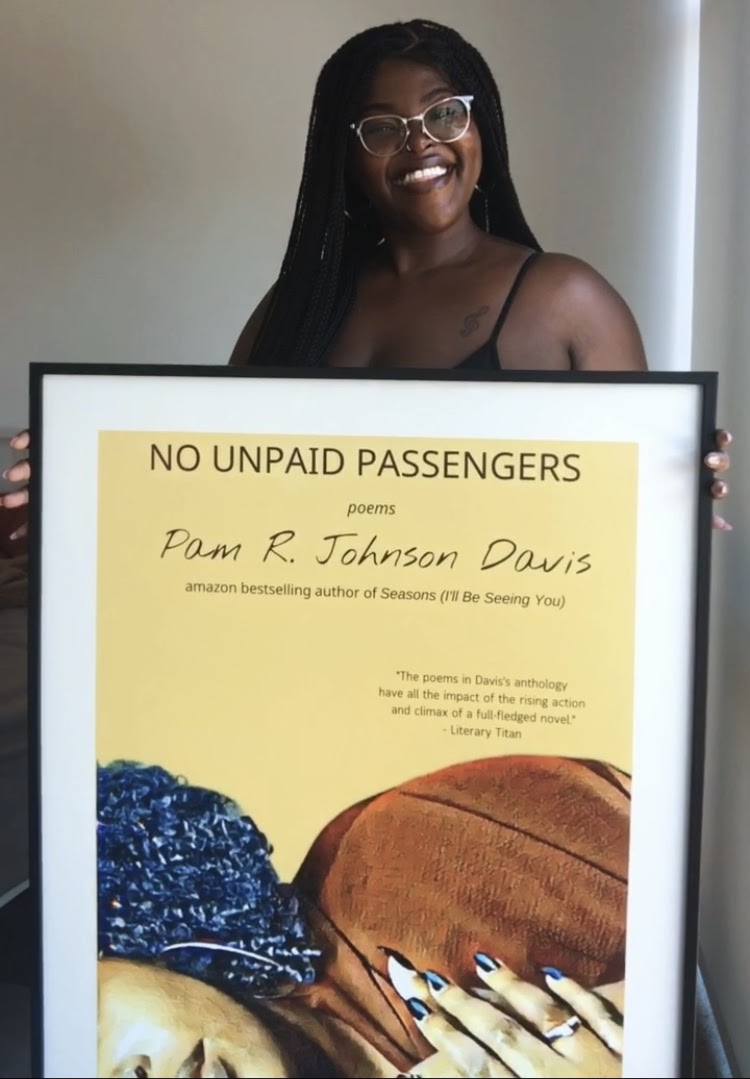 NO UNPAID PASSENGERS
poems
Pam R. Johnson Davis
amazon bestselling author of Seasons (I'll Be Seeing You)
"The poems in Davis's anthology
have all the impact of the rising action
and climax of a full-fledged novel."
- Literary Titan